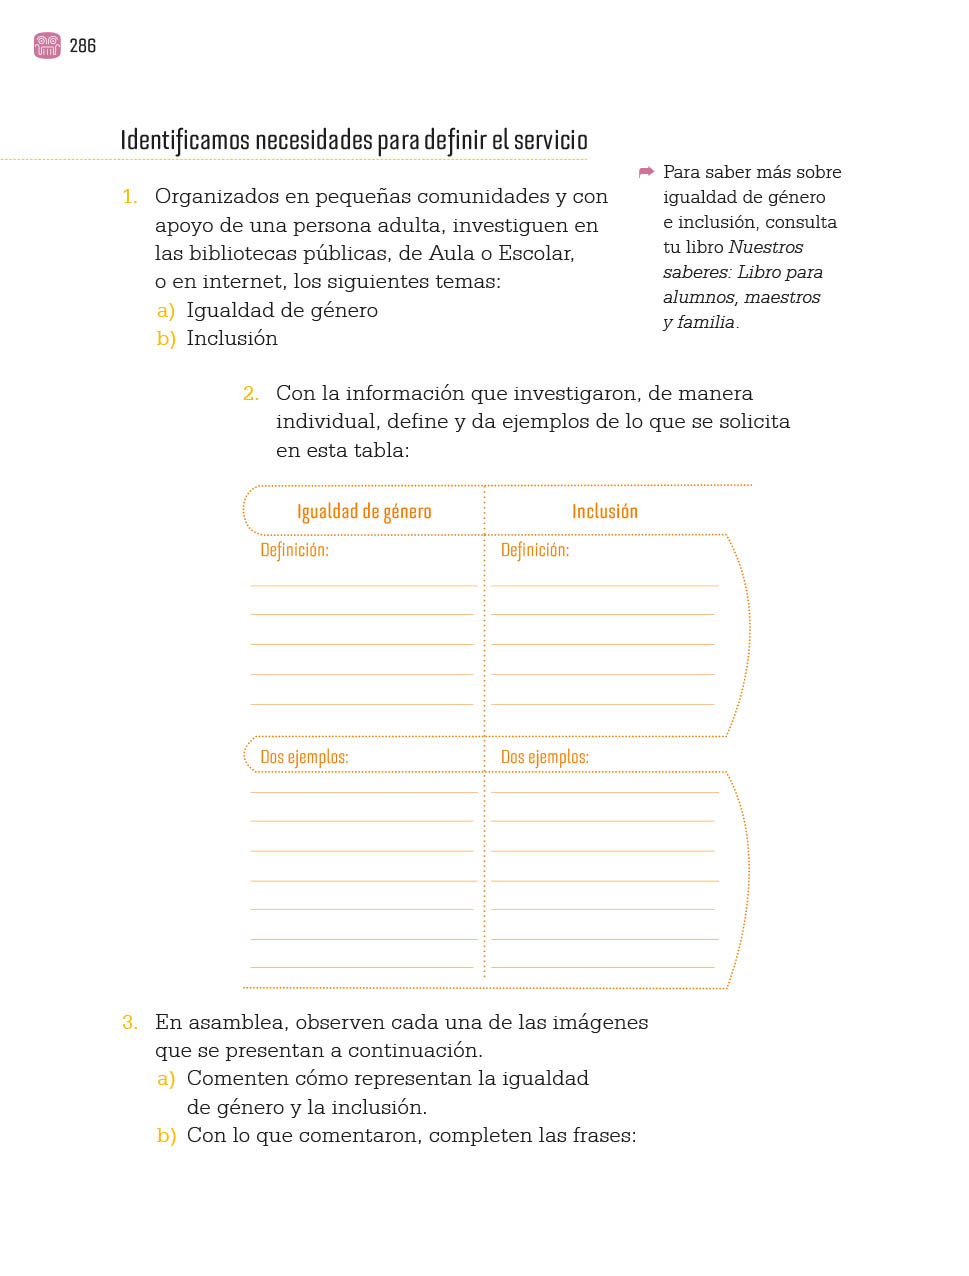 286
Identificamos necesidades para definir el servicio
1. Organizados en pequeñas comunidades y con
apoyo de una persona adulta, investiguen en
las bibliotecas públicas, de Aula o Escolar,
o en internet, los siguientes temas:
a) Igualdad de género
b) Inclusión
Para saber más sobre
igualdad de género
e inclusión, consulta
tu libro Nuestros
saberes: Libro para
alumnos, maestros
y familia.
2. Con la información que investigaron, de manera
individual, define y da ejemplos de lo que se solicita
en esta tabla:
Igualdad de género Inclusión
Definición: Definición:
Dos ejemplos: Dos ejemplos:
3. En asamblea, observen cada una de las imágenes
que se presentan a continuación.
a) Comenten cómo representan la igualdad
de género y la inclusión.
b) Con lo que comentaron, completen las frases: